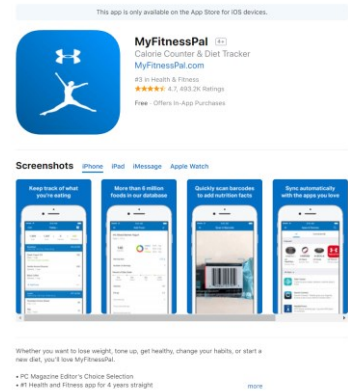 This app is only available on the App Store for iOS devices.
MyFitnessPal 4+
Calorie Counter & Diet Tracker
MyFitnessPal.com
#3 in Health & Fitness
4.7, 493.2K Ratings
Free · Offers In-App Purchases
Screenshots iPhone iPad iMessage Apple Watch
Keep track of what
you're eating
More than 6 million
foods in our database
Quickly scan barcodes
to add nutrition facts
Sync automatically
with the apps you love
Whether you want to lose weight, tone up, get healthy, change your habits, or start a
new diet, you'll love MyFitnessPal.
• PC Magazine Editor's Choice Selection
• #1 Health and Fitness app for 4 years straight
more